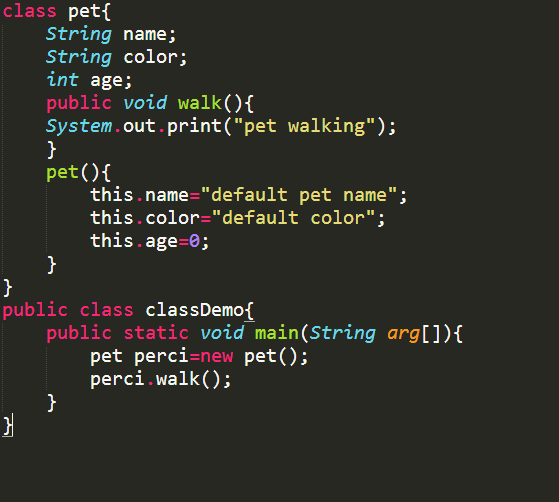 class pet{
    String name;
    String color;
    int age;
    public void walk(){
    System.out.print("pet walking");
    }
    pet(){
        this.name="default pet name";
        this.color="default color";
        this.age=0;
    }
}
public class classDemo{
    public static void main(String arg[]){
        pet perci=new pet();
        perci.walk();
    }
}